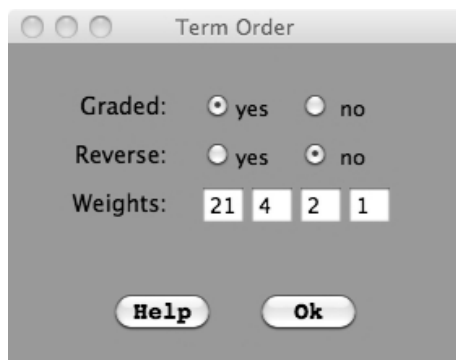 Term Order
Graded: yes no
Reverse: yes no
Weights: 21 4 2 1
Help Ok